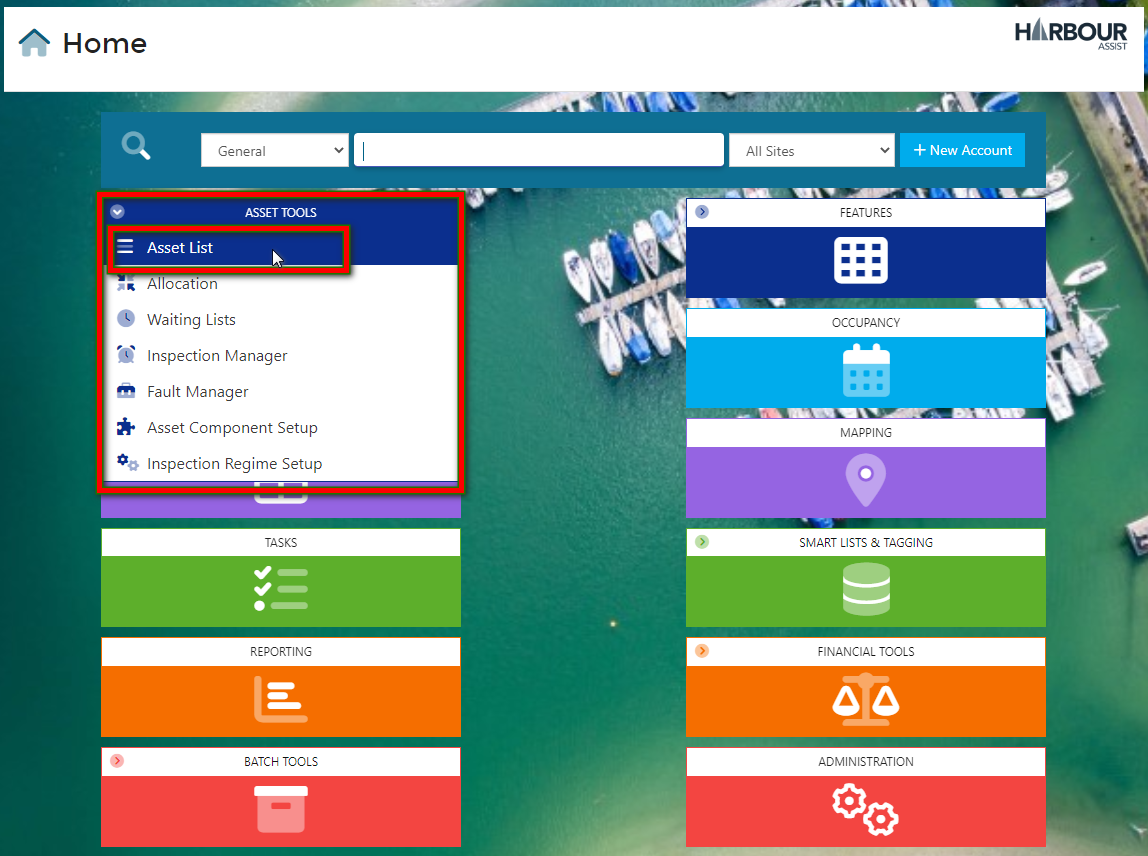 Home
HARBOUR
ASSIST
General
All Sites
+ New Account
ASSET TOOLS
Asset List
Allocation
Waiting Lists
Inspection Manager
Fault Manager
Asset Component Setup
Inspection Regime Setup
FEATURES
OCCUPANCY
MAPPING
TASKS
SMART LISTS & TAGGING
REPORTING
FINANCIAL TOOLS
BATCH TOOLS
ADMINISTRATION